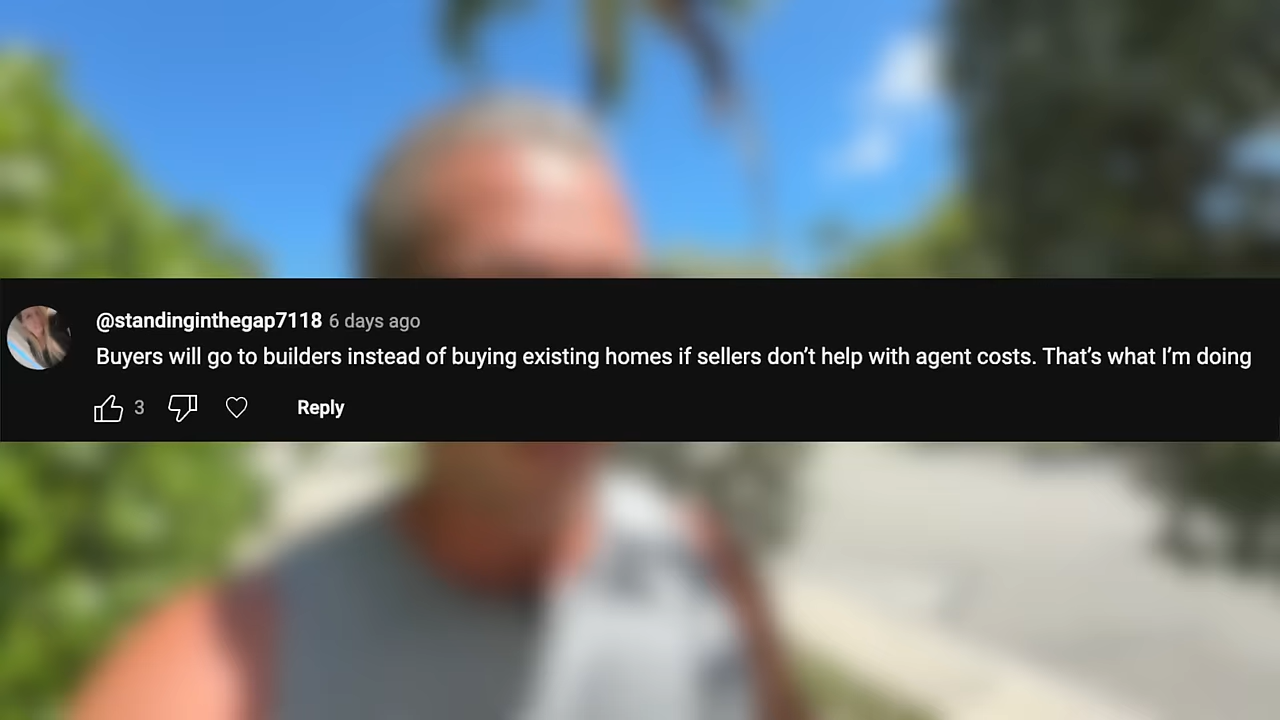 @standinginthegap7118 6 days ago
Buyers will go to builders instead of buying existing homes if sellers don’t help with agent costs. That’s what I’m doing
3 Reply